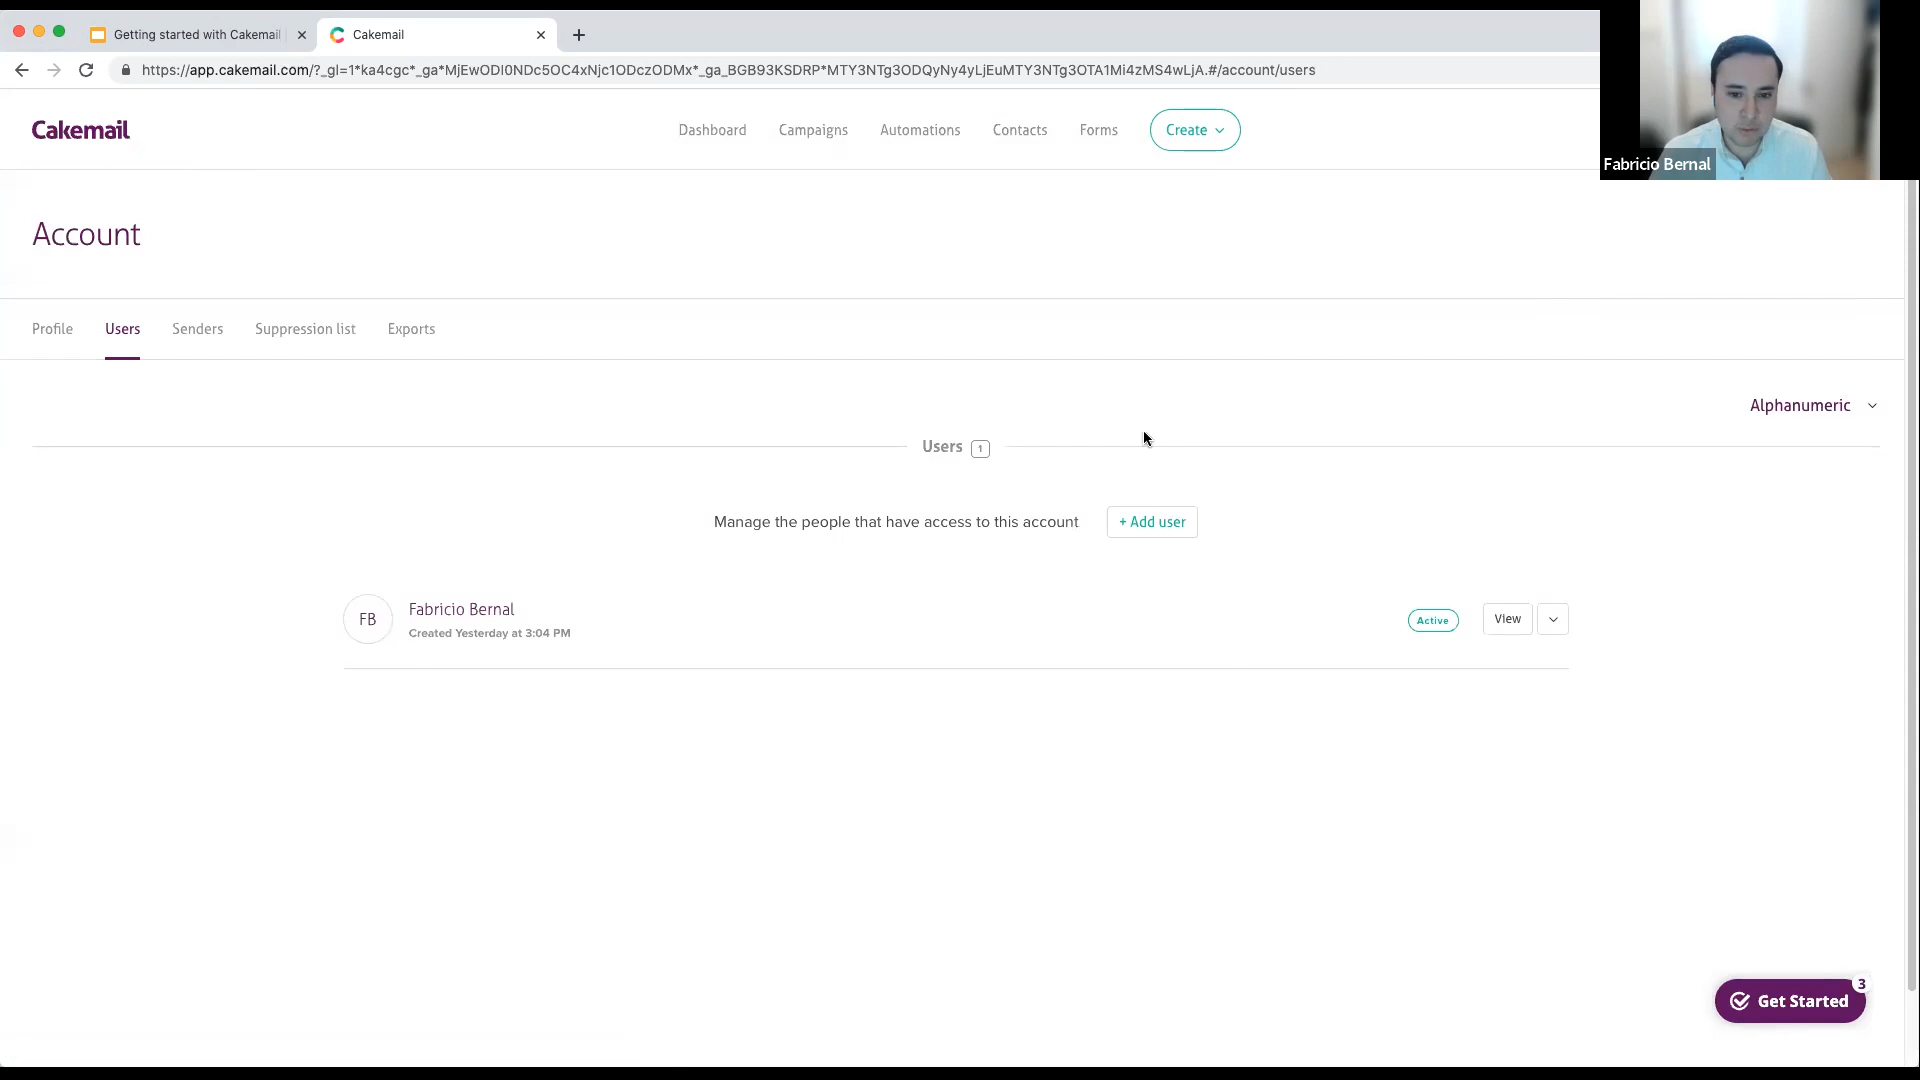 Getting started with Cakemail
Cakemail
https://app.cakemail.com/?_gl=1*ka4cgc*_ga*MjEwODI0NDc5OC4xNjc1ODczODMx*_ga_BGB93KSDRP*MTY3NTg3ODQyNy4yLjEuMTY3NTg3OTA1Mi4zMS4wLjA.#/account/users
Cakemail
Dashboard
Campaigns
Automations
Contacts
Forms
Create
Fabricio Bernal
Account
Profile
Users
Senders
Suppression list
Exports
Alphanumeric
Users 1
Manage the people that have access to this account
+ Add user
FB
Fabricio Bernal
Created Yesterday at 3:04 PM
Active
View
Get Started
3